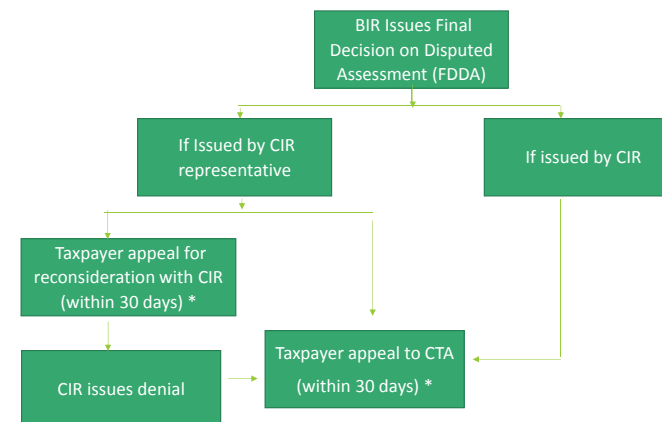 BIR Issues Final
Decision on Disputed
Assessment (FDDA)
If Issued by CIR
representative
If issued by CIR
Taxpayer appeal for
reconsideration with CIR
(within 30 days) *
Taxpayer appeal to CTA
(within 30 days) *
CIR issues denial